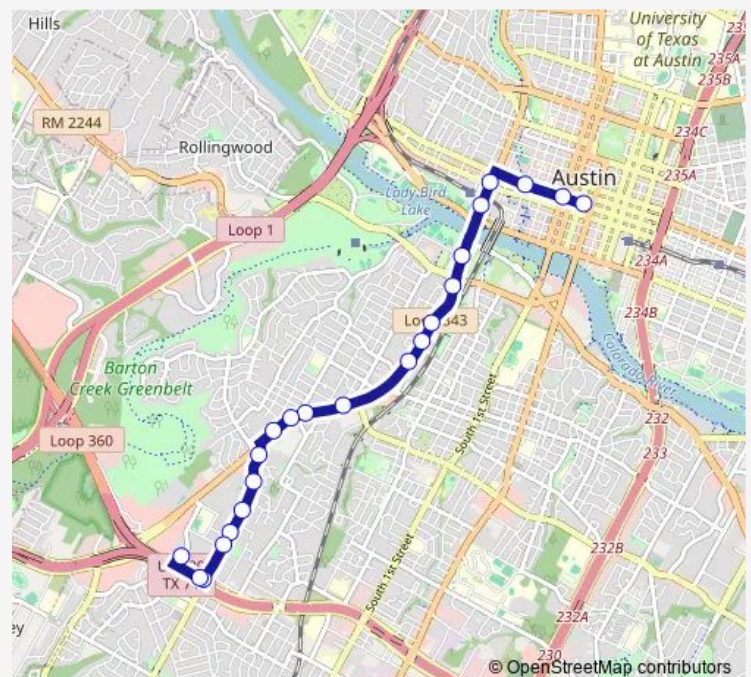 Hills
University
of Texas
at Austin
235A
235B
RM 2244
Rollingwood
234C
Austin
235A
Lady Bird
Lake
Loop 1
234A
234B
Colorado River
Barton
Creek Greenbelt
South 1st Street
Loop 360
232
233
232B
TX 7
South 1st Street
232A
230
© OpenStreetMap contributors